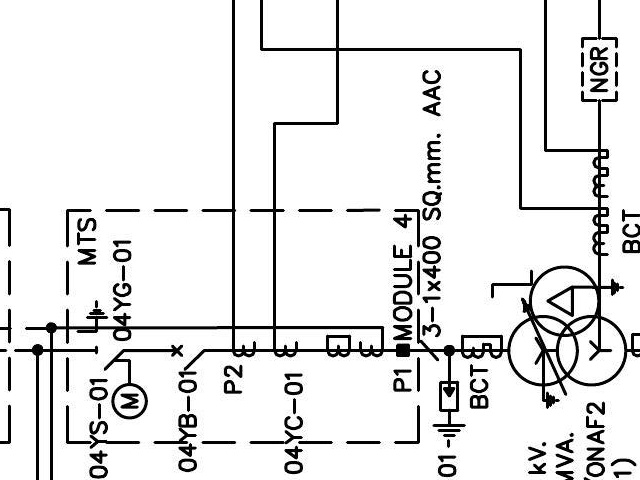 MTS
04YG-01
04YS-01
M
04YB-01
P2
04YC-01
P1
MODULE 4
3-1x400 SQ.mm. AAC
01-
BCT
NGR
BCT
kV.
MVA.
ONAF2
1)